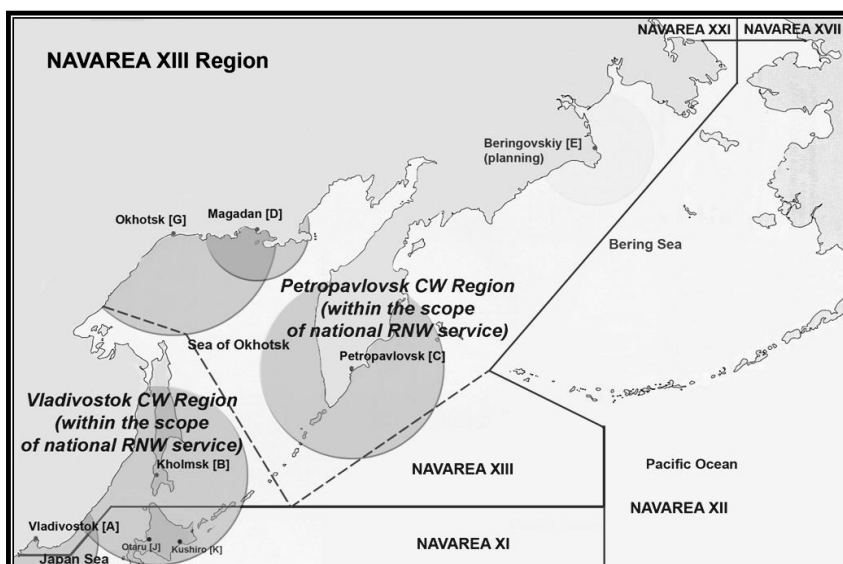 NAVAREA XXI
NAVAREA XVII
NAVAREA XIII Region
Beringovskiy [E]
(planning)
Okhotsk [G]
Magadan [D]
Bering Sea
Petropavlovsk CW Region
(within the scope
of national RNW service)
Sea of Okhotsk
Petropavlovsk [C]
Vladivostok CW Region
(within the scope
of national RNW service)
Kholmsk [B]
NAVAREA XIII
Pacific Ocean
NAVAREA XII
Vladivostok [A]
Otaru [J]
Kushiro [K]
NAVAREA XI
Japan Sea